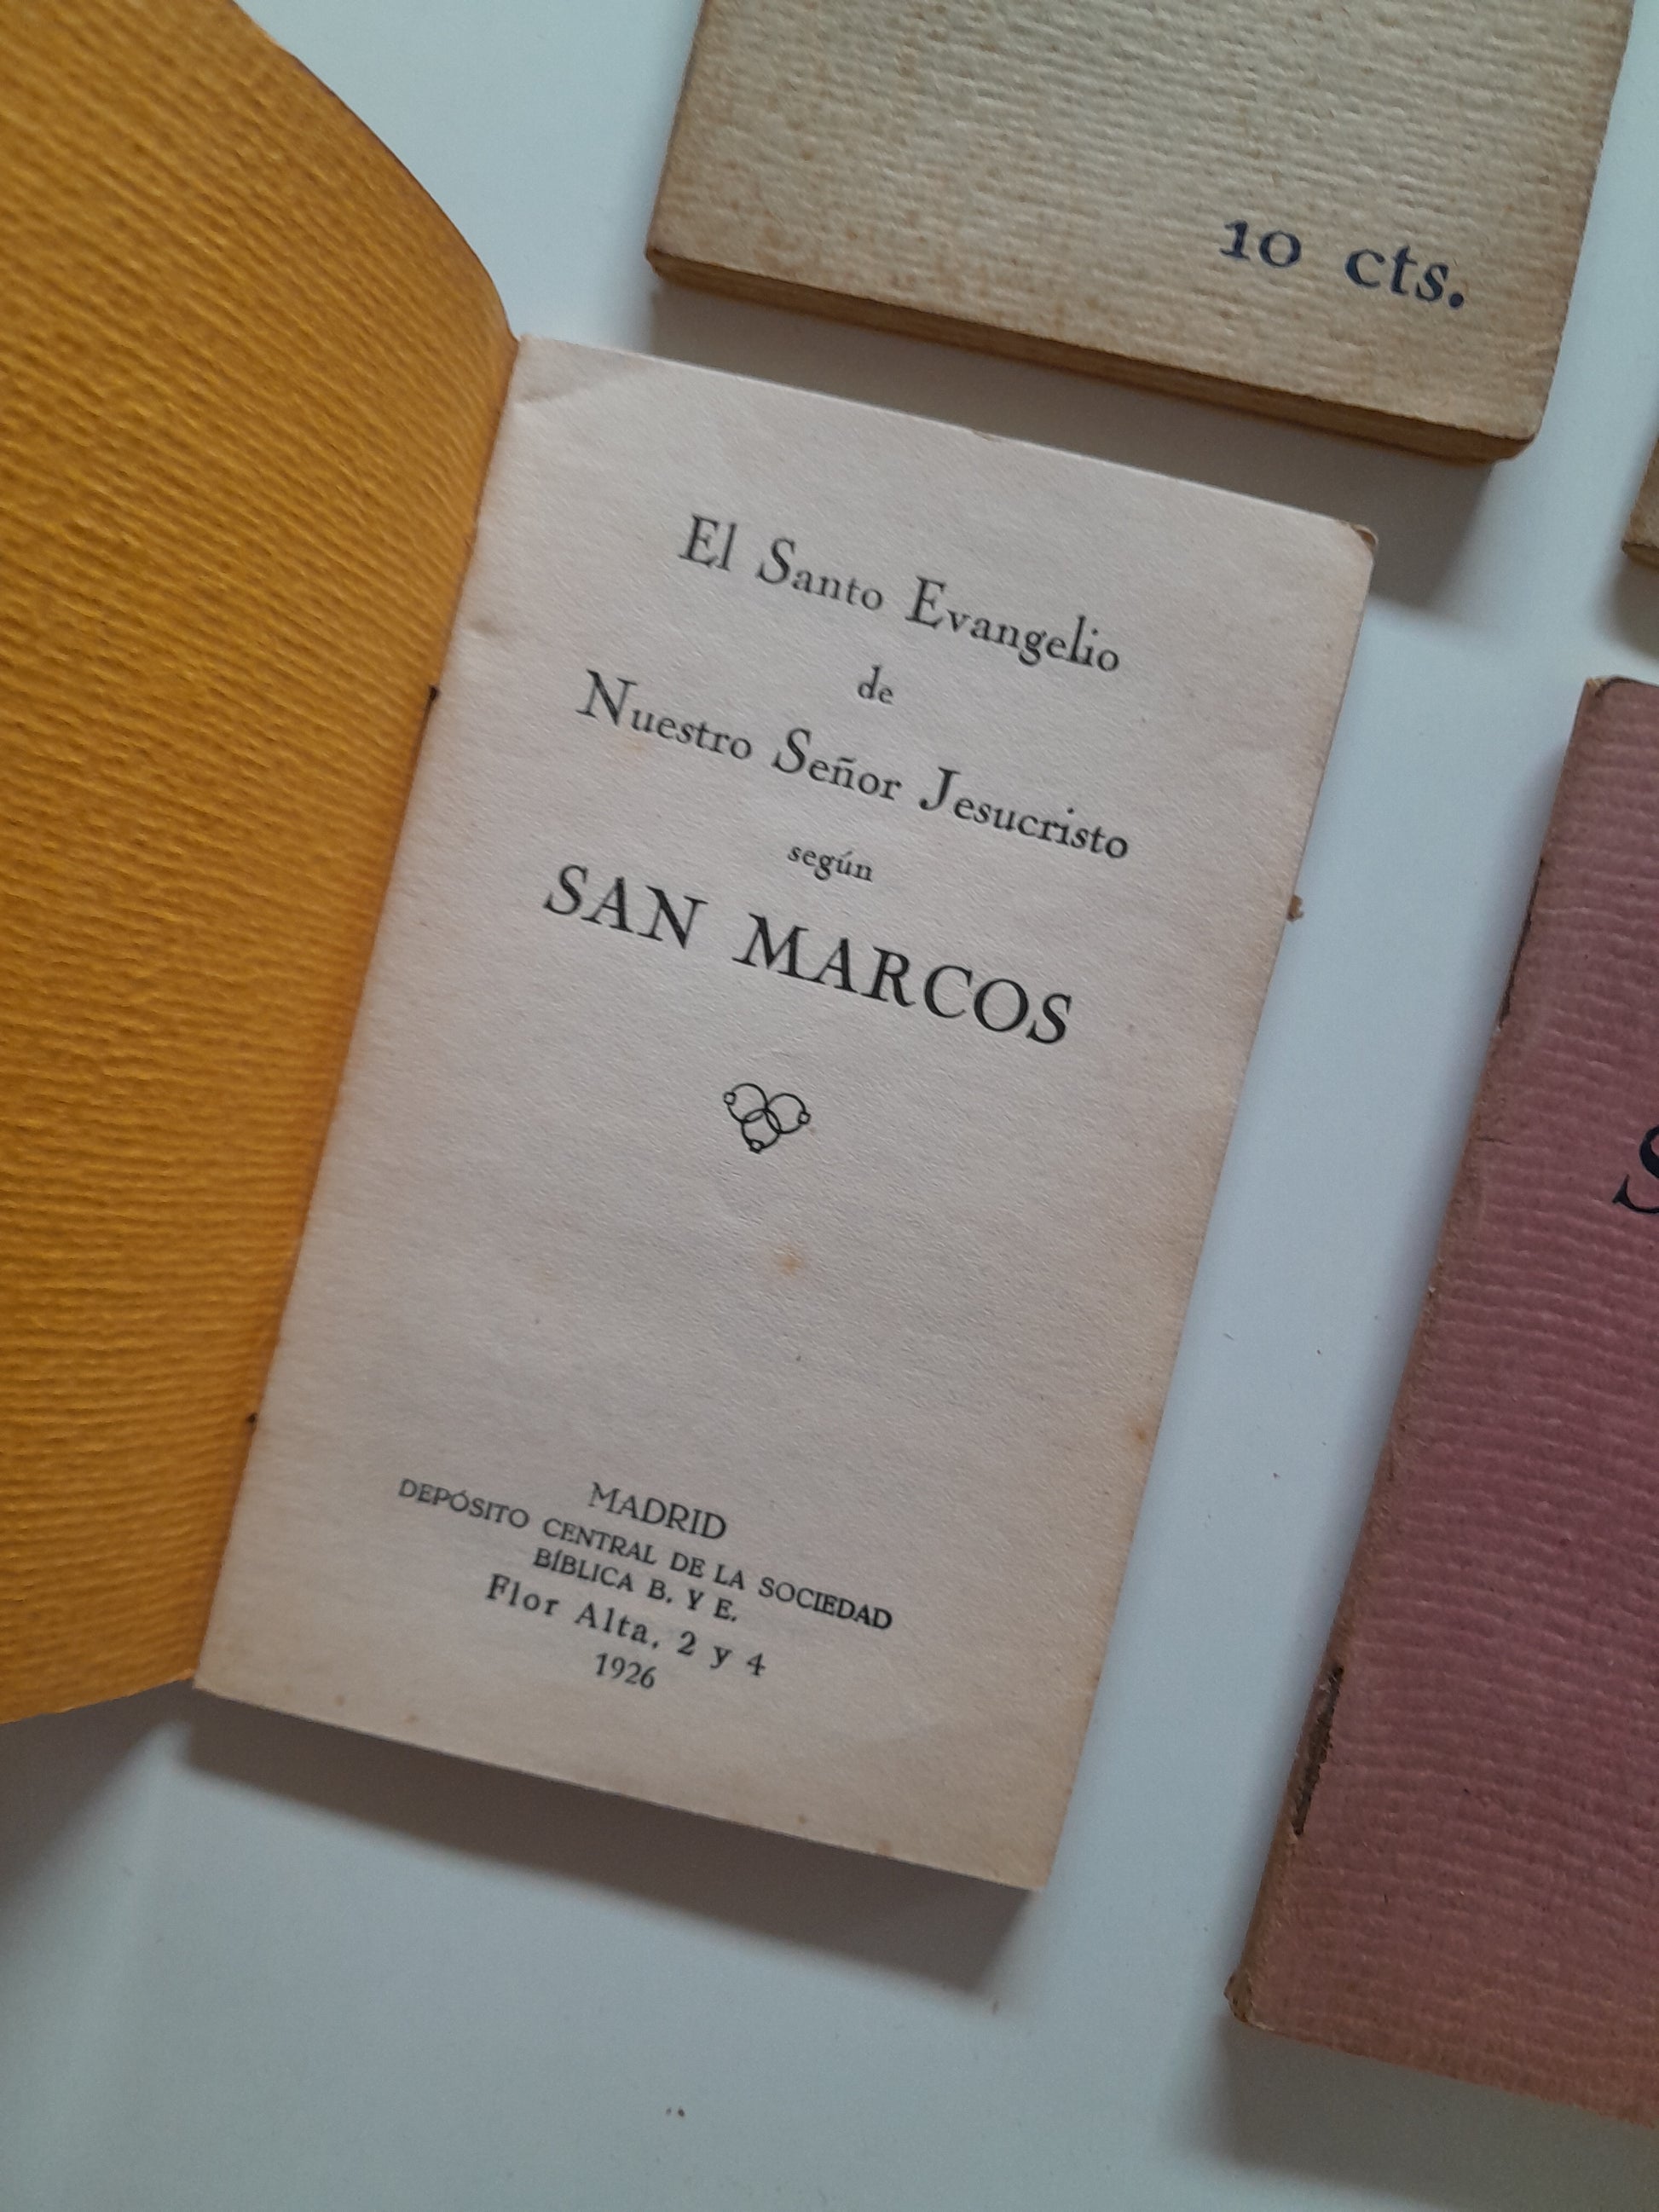 10 cts.
El Santo Evangelio
de
Nuestro Señor Jesucristo
según
SAN MARCOS
MADRID
DEPÓSITO CENTRAL DE LA SOCIEDAD
BÍBLICA B. Y E.
Flor Alta, 2 y 4
1926
S